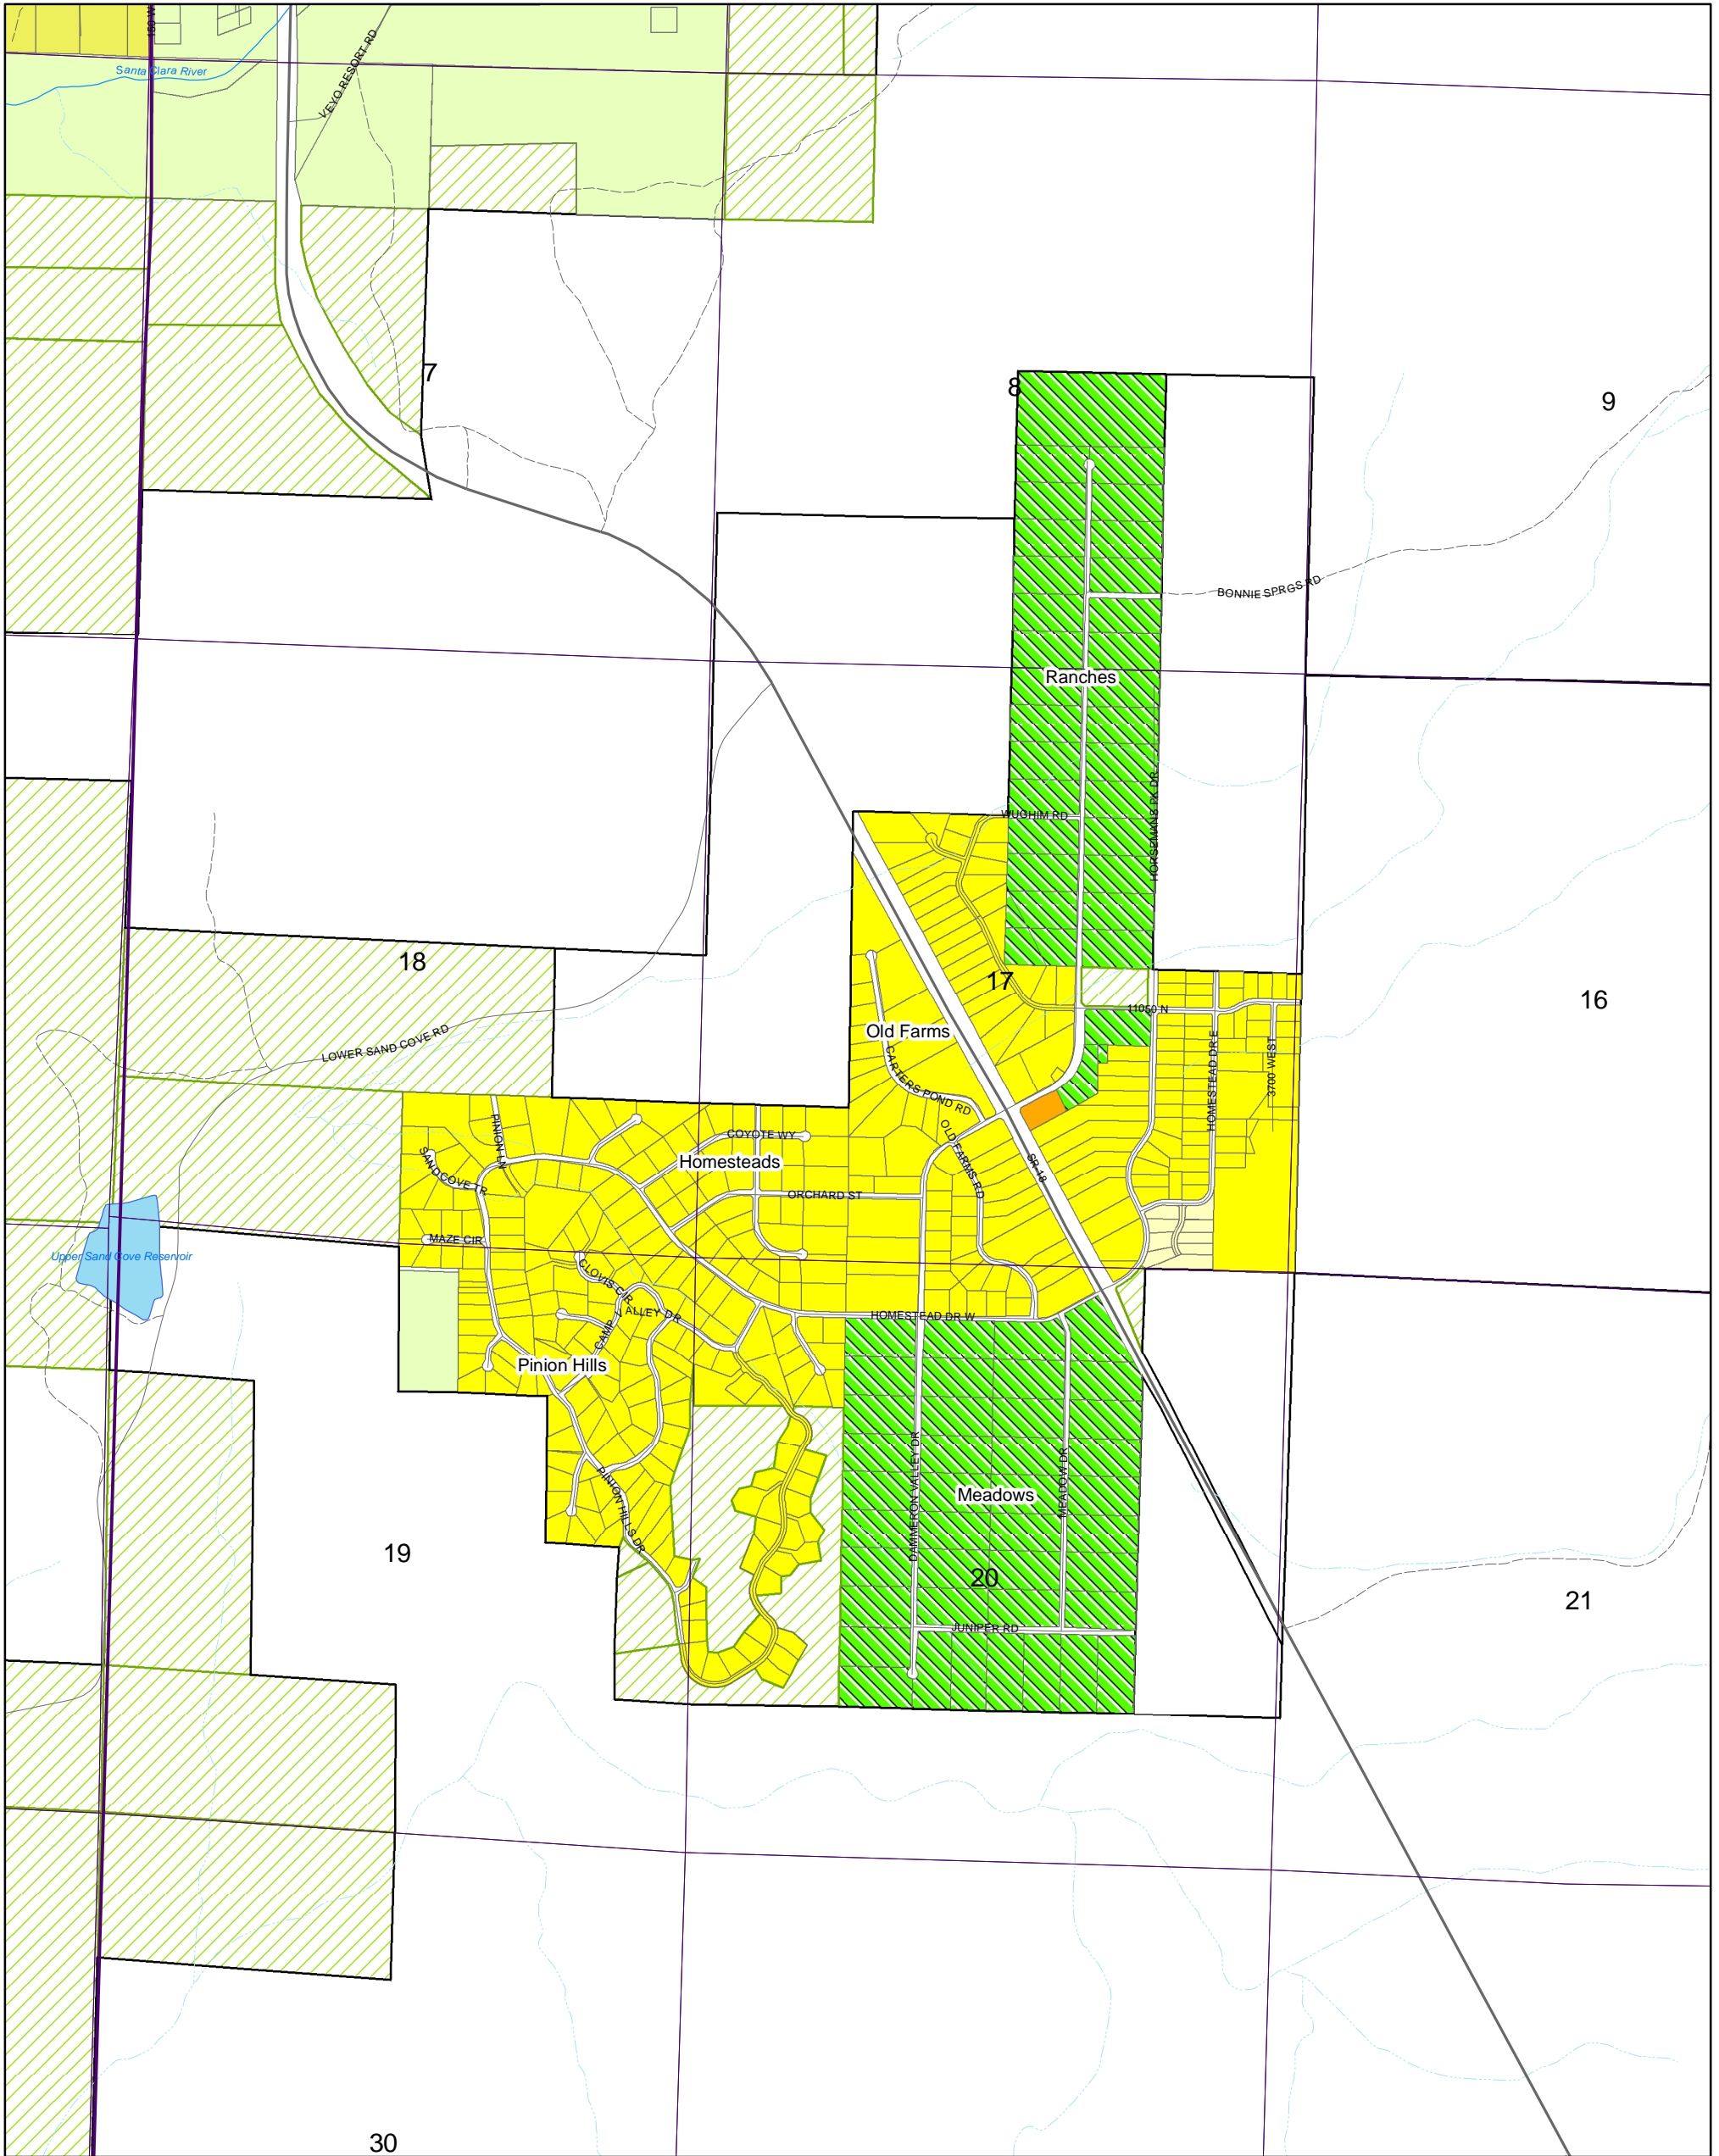 160 W
Santa Clara River
VEYO RESORT RD
7
8
9
BONNIE SPRGS RD
Ranches
HORSEMANS PK DR
WUGHIM RD
18
17
16
11050 N
Old Farms
LOWER SAND COVE RD
CARTERS POND RD
HOMESTEAD DR E
3700 WEST
PINION LN
COYOTE WY
OLD FARMS RD
SR-18
Homesteads
SAND COVE TR
ORCHARD ST
MAZE CIR
Upper Sand Cove Reservoir
CLOVIS CIR
CAMP
ALLEY DR
HOMESTEAD DR W
Pinion Hills
DAMMERON VALLEY DR
MEADOW DR
Meadows
PINION HILLS DR
19
20
21
JUNIPER RD
30